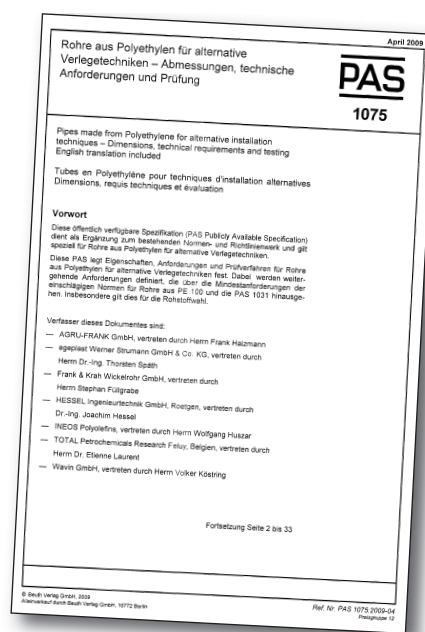 April 2009
Rohre aus Polyethylen für alternative
Verlegetechniken – Abmessungen, technische
Anforderungen und Prüfung
PAS
1075
Pipes made from Polyethylene for alternative installation
techniques – Dimensions, technical requirements and testing
English translation included
Tubes en Polyethylène pour techniques d'installation alternatives
Dimensions, requis techniques et évaluation
Vorwort
Diese öffentlich verfügbare Spezifikation (PAS Publicly Available Specification)
dient als Ergänzung zum bestehenden Normen- und Richtlinienwerk und gilt
speziell für Rohre aus Polyethylen für alternative Verlegetechniken.
Diese PAS legt Eigenschaften, Anforderungen und Prüfverfahren für Rohre
aus Polyethylen für alternative Verlegetechniken fest. Dabei werden weiter-
gehende Anforderungen definiert, die über die Mindestanforderungen der
einschlägigen Normen für Rohre aus PE 100 und die PAS 1031 hinausge-
hen. Insbesondere gilt dies für die Rohstoffwahl.
Verfasser dieses Dokumentes sind:
— AGRU-FRANK GmbH, vertreten durch Herrn Frank Halzmann
— egeplast Werner Strumann GmbH & Co. KG, vertreten durch
Herrn Dr.-Ing. Thorsten Späth
— Frank & Krah Wickelrohr GmbH, vertreten durch
Herrn Stephan Füllgrabe
— HESSEL Ingenieurtechnik GmbH, Roetgen, vertreten durch
Dr.-Ing. Joachim Hessel
— INEOS Polyolefins, vertreten durch Herrn Wolfgang Huszar
— TOTAL Petrochemicals Research Feluy, Belgien, vertreten durch
Herrn Dr. Etienne Laurent
— Wavin GmbH, vertreten durch Herrn Volker Köstring
Fortsetzung Seite 2 bis 33
© Beuth Verlag GmbH, 2009
Alleinverkauf durch Beuth Verlag GmbH, 10772 Berlin
Ref. Nr. PAS 1075:2009-04
Preisgruppe 12